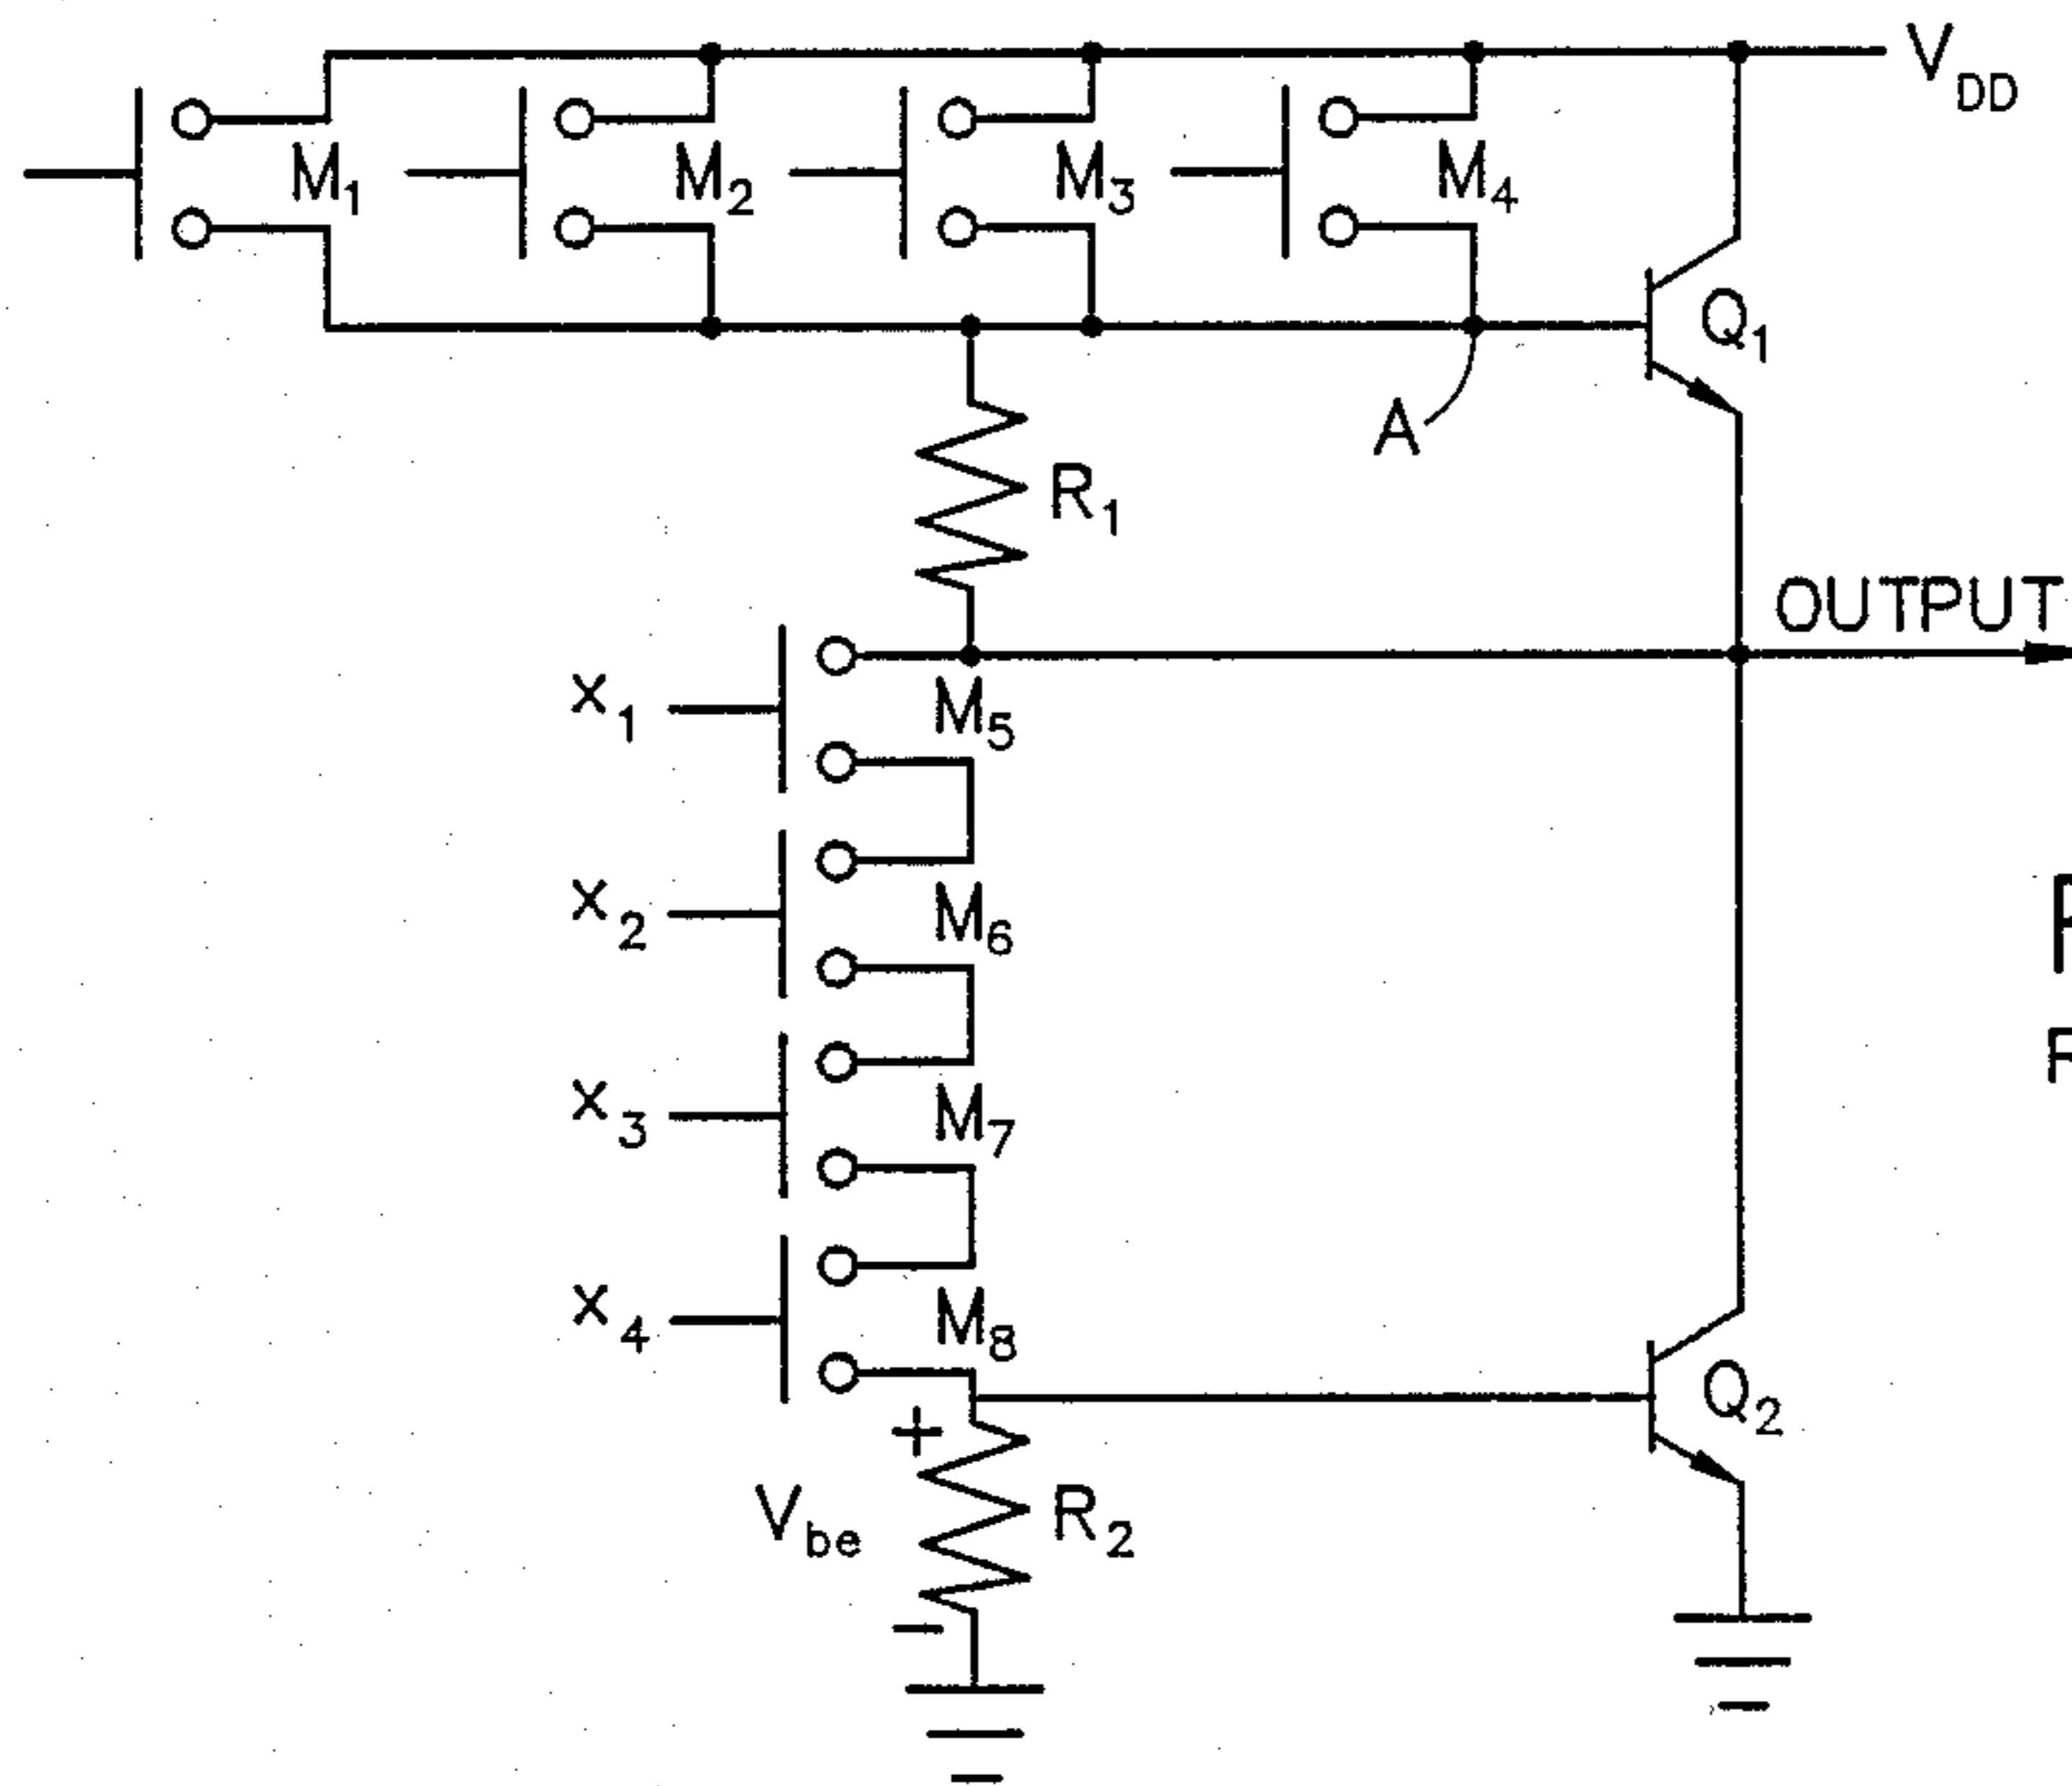 V_DD
M_1
M_2
M_3
M_4
Q_1
A
R_1
OUTPUT
x_1
M_5
x_2
M_6
x_3
M_7
x_4
M_8
Q_2
+
V_be
R_2
−